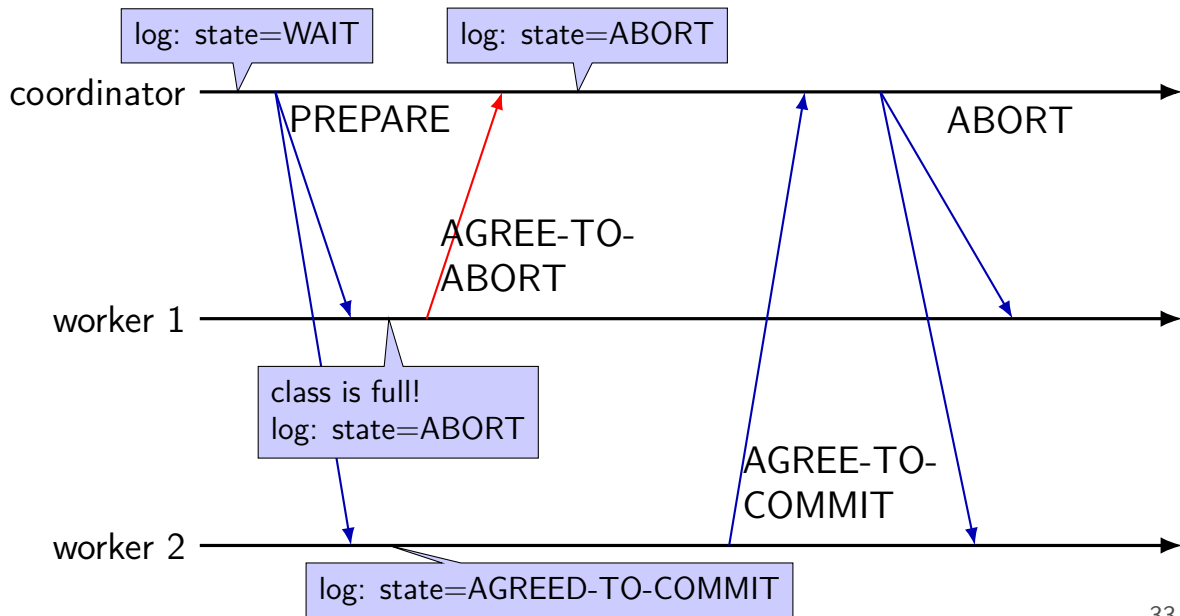 log: state=WAIT
log: state=ABORT
coordinator
PREPARE
ABORT
AGREE-TO-
ABORT
worker 1
class is full!
log: state=ABORT
AGREE-TO-
COMMIT
worker 2
log: state=AGREED-TO-COMMIT
33